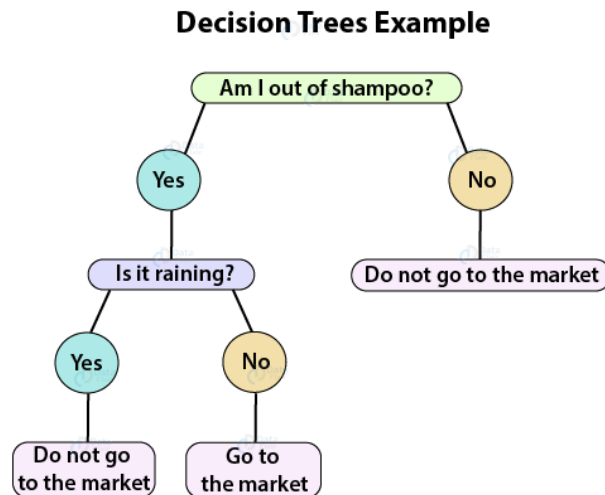 Decision Trees Example
Am I out of shampoo?
Yes
No
Is it raining?
Do not go to the market
Yes
No
Do not go
to the market
Go to
the market